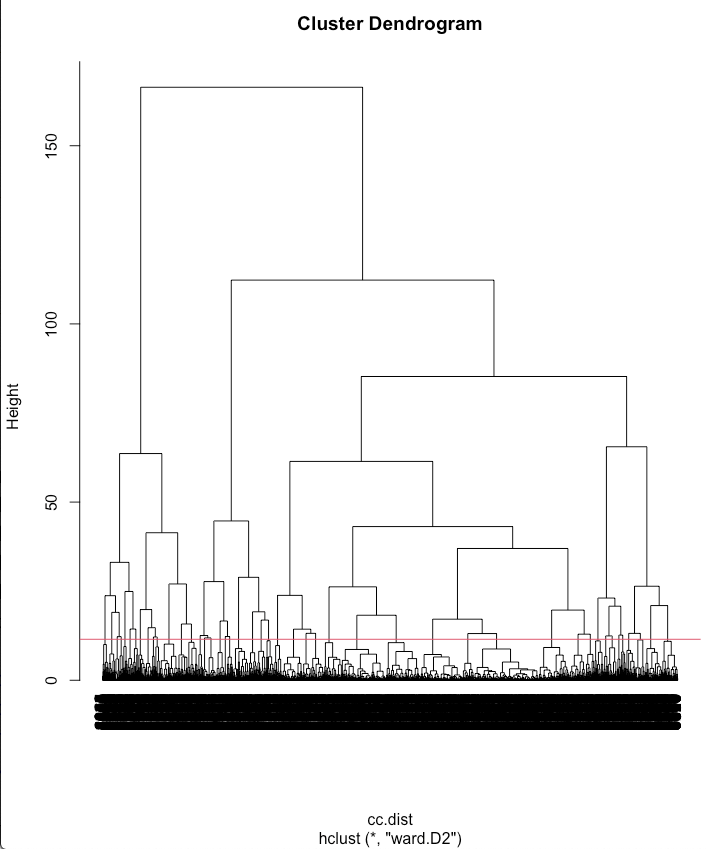 Cluster Dendrogram
150
100
50
0
Height
cc.dist
hclust (*, "ward.D2")